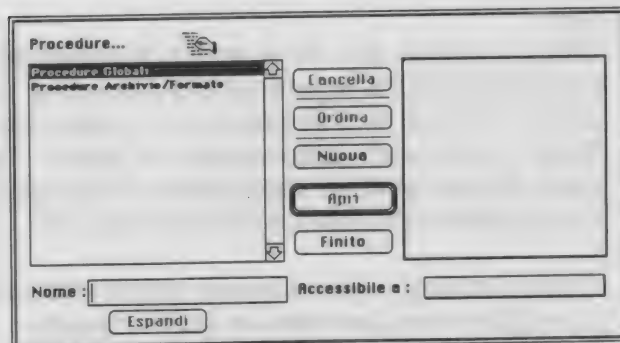 Procedure...
Procedure Globali
Procedure Archivio/Formato
Cancella
Ordina
Nuova
Apri
Finito
Nome :
Accessibile a :
Espandi